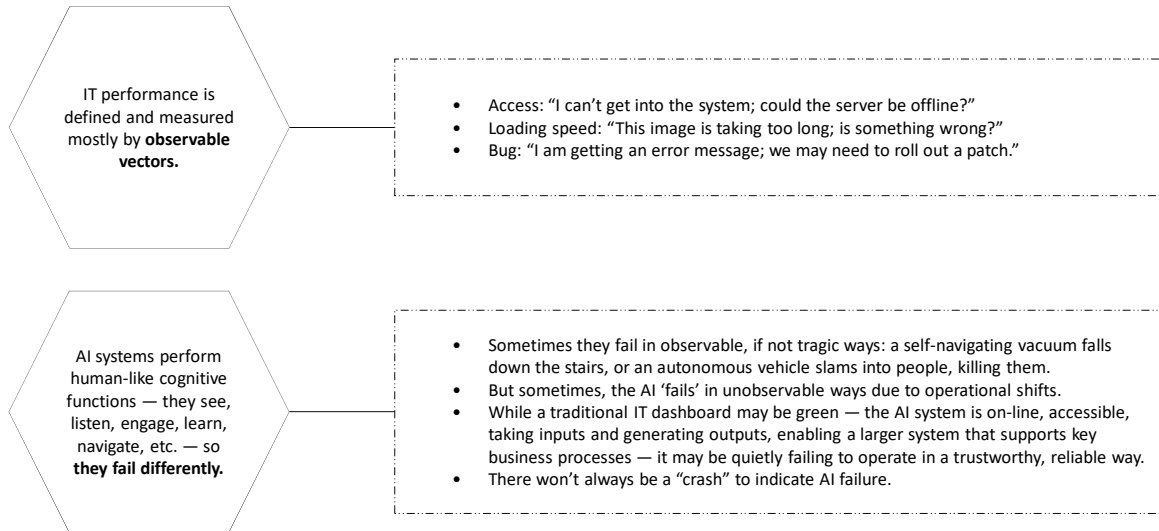 IT performance is
defined and measured
mostly by observable
vectors.
• Access: “I can’t get into the system; could the server be offline?”
• Loading speed: “This image is taking too long; is something wrong?”
• Bug: “I am getting an error message; we may need to roll out a patch.”
AI systems perform
human-like cognitive
functions — they see,
listen, engage, learn,
navigate, etc. — so
they fail differently.
• Sometimes they fail in observable, if not tragic ways: a self-navigating vacuum falls
down the stairs, or an autonomous vehicle slams into people, killing them.
• But sometimes, the AI ‘fails’ in unobservable ways due to operational shifts.
• While a traditional IT dashboard may be green — the AI system is on-line, accessible,
taking inputs and generating outputs, enabling a larger system that supports key
business processes — it may be quietly failing to operate in a trustworthy, reliable way.
• There won’t always be a “crash” to indicate AI failure.